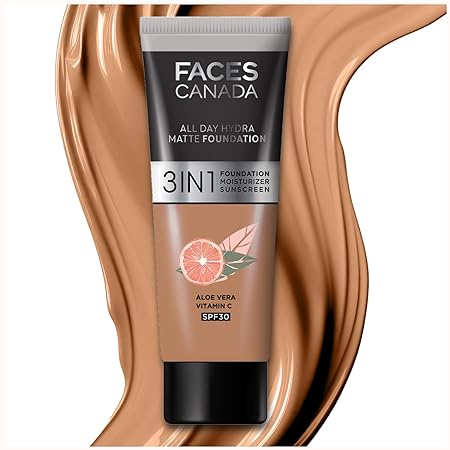 FACES
CANADA
ALL DAY HYDRA
MATTE FOUNDATION
3IN1 FOUNDATION
MOISTURIZER
SUNSCREEN
ALOE VERA
VITAMIN C
SPF30